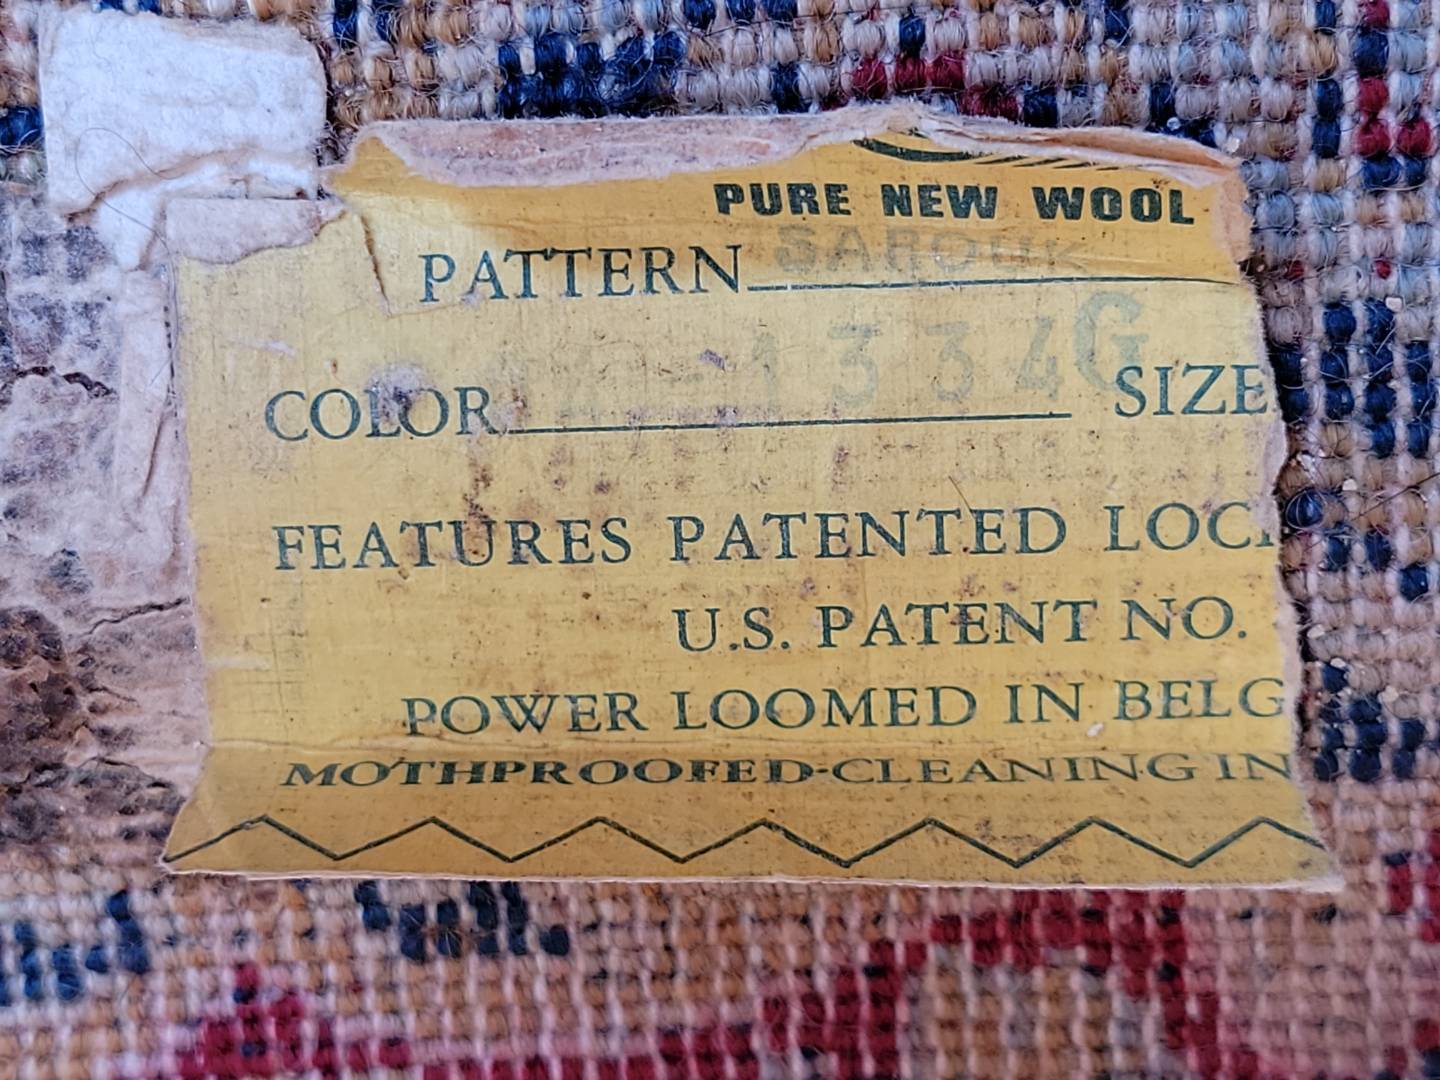 PURE NEW WOOL
PATTERN SAROUK
1334G
COLOR SIZE
FEATURES PATENTED LOC
U.S. PATENT NO.
POWER LOOMED IN BELG
MOTHPROOFED-CLEANING IN